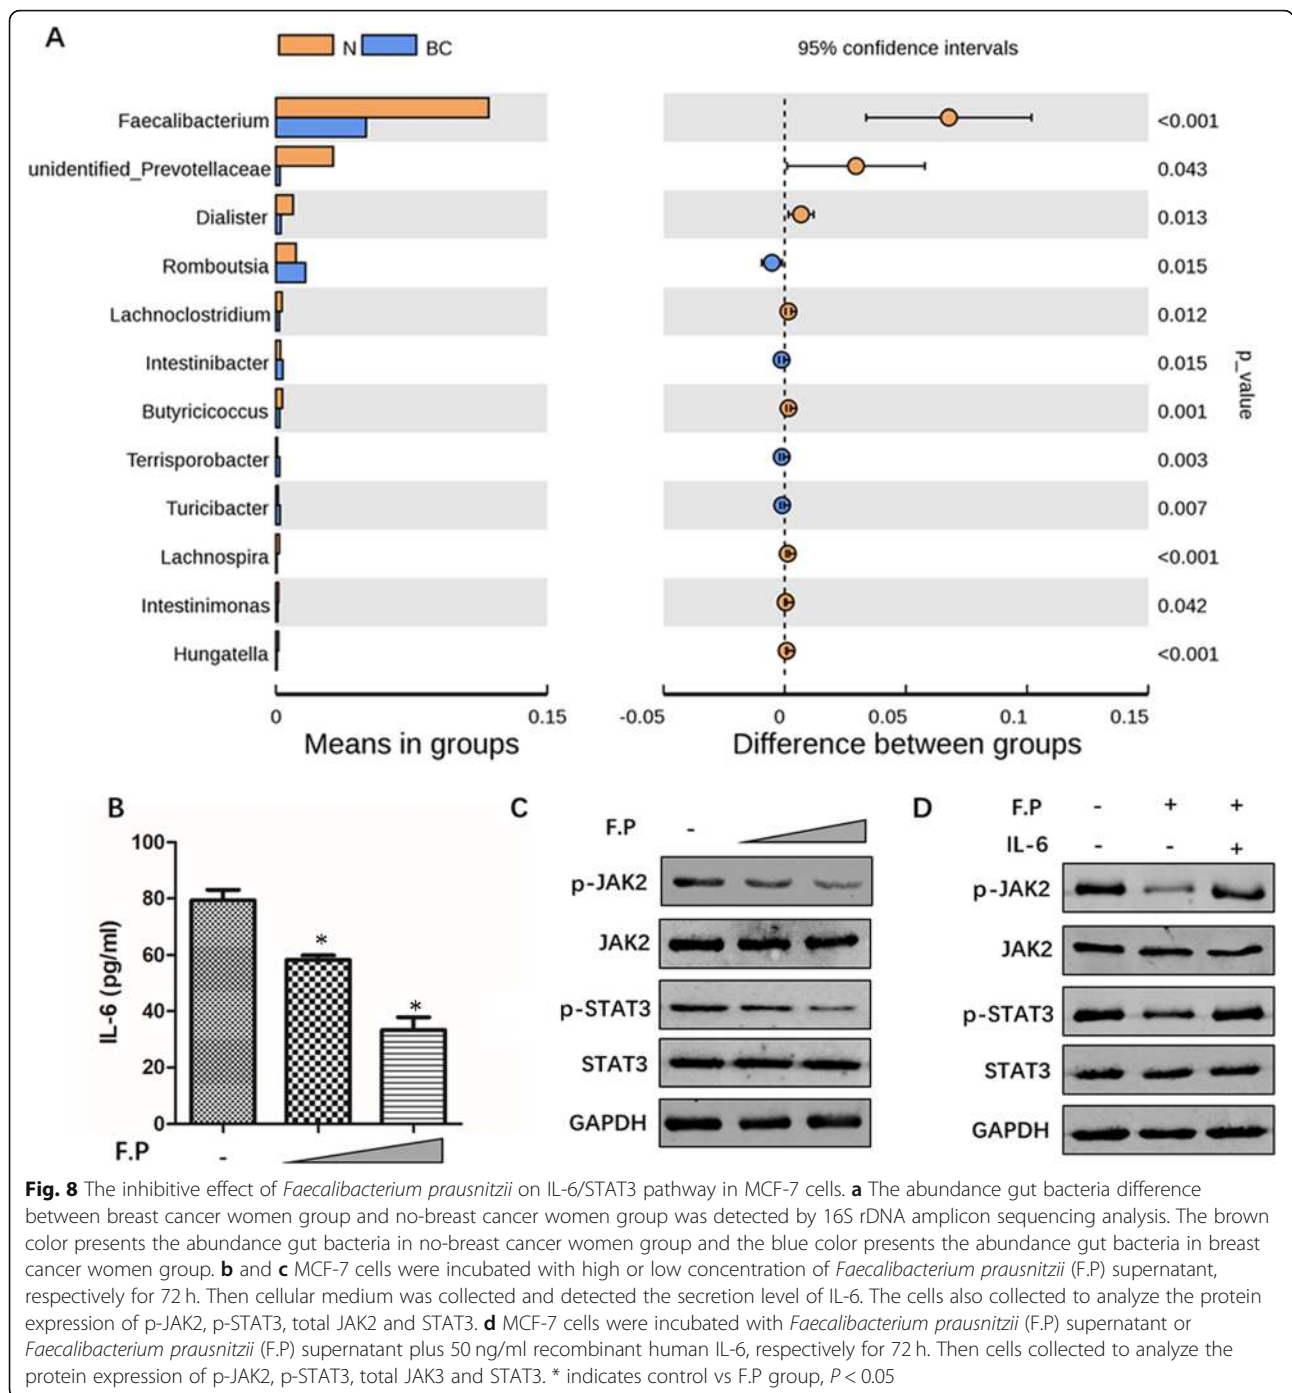 A
N BC
95% confidence intervals
Faecalibacterium <0.001
unidentified_Prevotellaceae 0.043
Dialister 0.013
Romboutsia 0.015
Lachnoclostridium 0.012
Intestinibacter 0.015
Butyricicoccus 0.001
Terrisporobacter 0.003
Turicibacter 0.007
Lachnospira <0.001
Intestinimonas 0.042
Hungatella <0.001
p_value
0 0.15 -0.05 0 0.05 0.1 0.15
Means in groups Difference between groups
B
100
80
60
40
20
0
IL-6 (pg/ml)
*
*
F.P -
C
F.P -
p-JAK2
JAK2
p-STAT3
STAT3
GAPDH
D
F.P - + +
IL-6 - - +
p-JAK2
JAK2
p-STAT3
STAT3
GAPDH
Fig. 8 The inhibitive effect of Faecalibacterium prausnitzii on IL-6/STAT3 pathway in MCF-7 cells. a The abundance gut bacteria difference
between breast cancer women group and no-breast cancer women group was detected by 16S rDNA amplicon sequencing analysis. The brown
color presents the abundance gut bacteria in no-breast cancer women group and the blue color presents the abundance gut bacteria in breast
cancer women group. b and c MCF-7 cells were incubated with high or low concentration of Faecalibacterium prausnitzii (F.P) supernatant,
respectively for 72 h. Then cellular medium was collected and detected the secretion level of IL-6. The cells also collected to analyze the protein
expression of p-JAK2, p-STAT3, total JAK2 and STAT3. d MCF-7 cells were incubated with Faecalibacterium prausnitzii (F.P) supernatant or
Faecalibacterium prausnitzii (F.P) supernatant plus 50 ng/ml recombinant human IL-6, respectively for 72 h. Then cells collected to analyze the
protein expression of p-JAK2, p-STAT3, total JAK3 and STAT3. * indicates control vs F.P group, P < 0.05